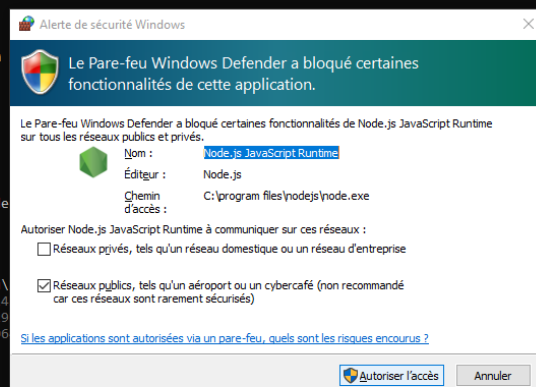 Alerte de sécurité Windows
Le Pare-feu Windows Defender a bloqué certaines
fonctionnalités de cette application.
Le Pare-feu Windows Defender a bloqué certaines fonctionnalités de Node.js JavaScript Runtime
sur tous les réseaux publics et privés.
Nom : Node.js JavaScript Runtime
Éditeur : Node.js
Chemin d'accès : C:\program files\nodejs\node.exe
Autoriser Node.js JavaScript Runtime à communiquer sur ces réseaux :
Réseaux privés, tels qu'un réseau domestique ou un réseau d'entreprise
Réseaux publics, tels qu'un aéroport ou un cybercafé (non recommandé
car ces réseaux sont rarement sécurisés)
Si les applications sont autorisées via un pare-feu, quels sont les risques encourus ?
Autoriser l'accès
Annuler